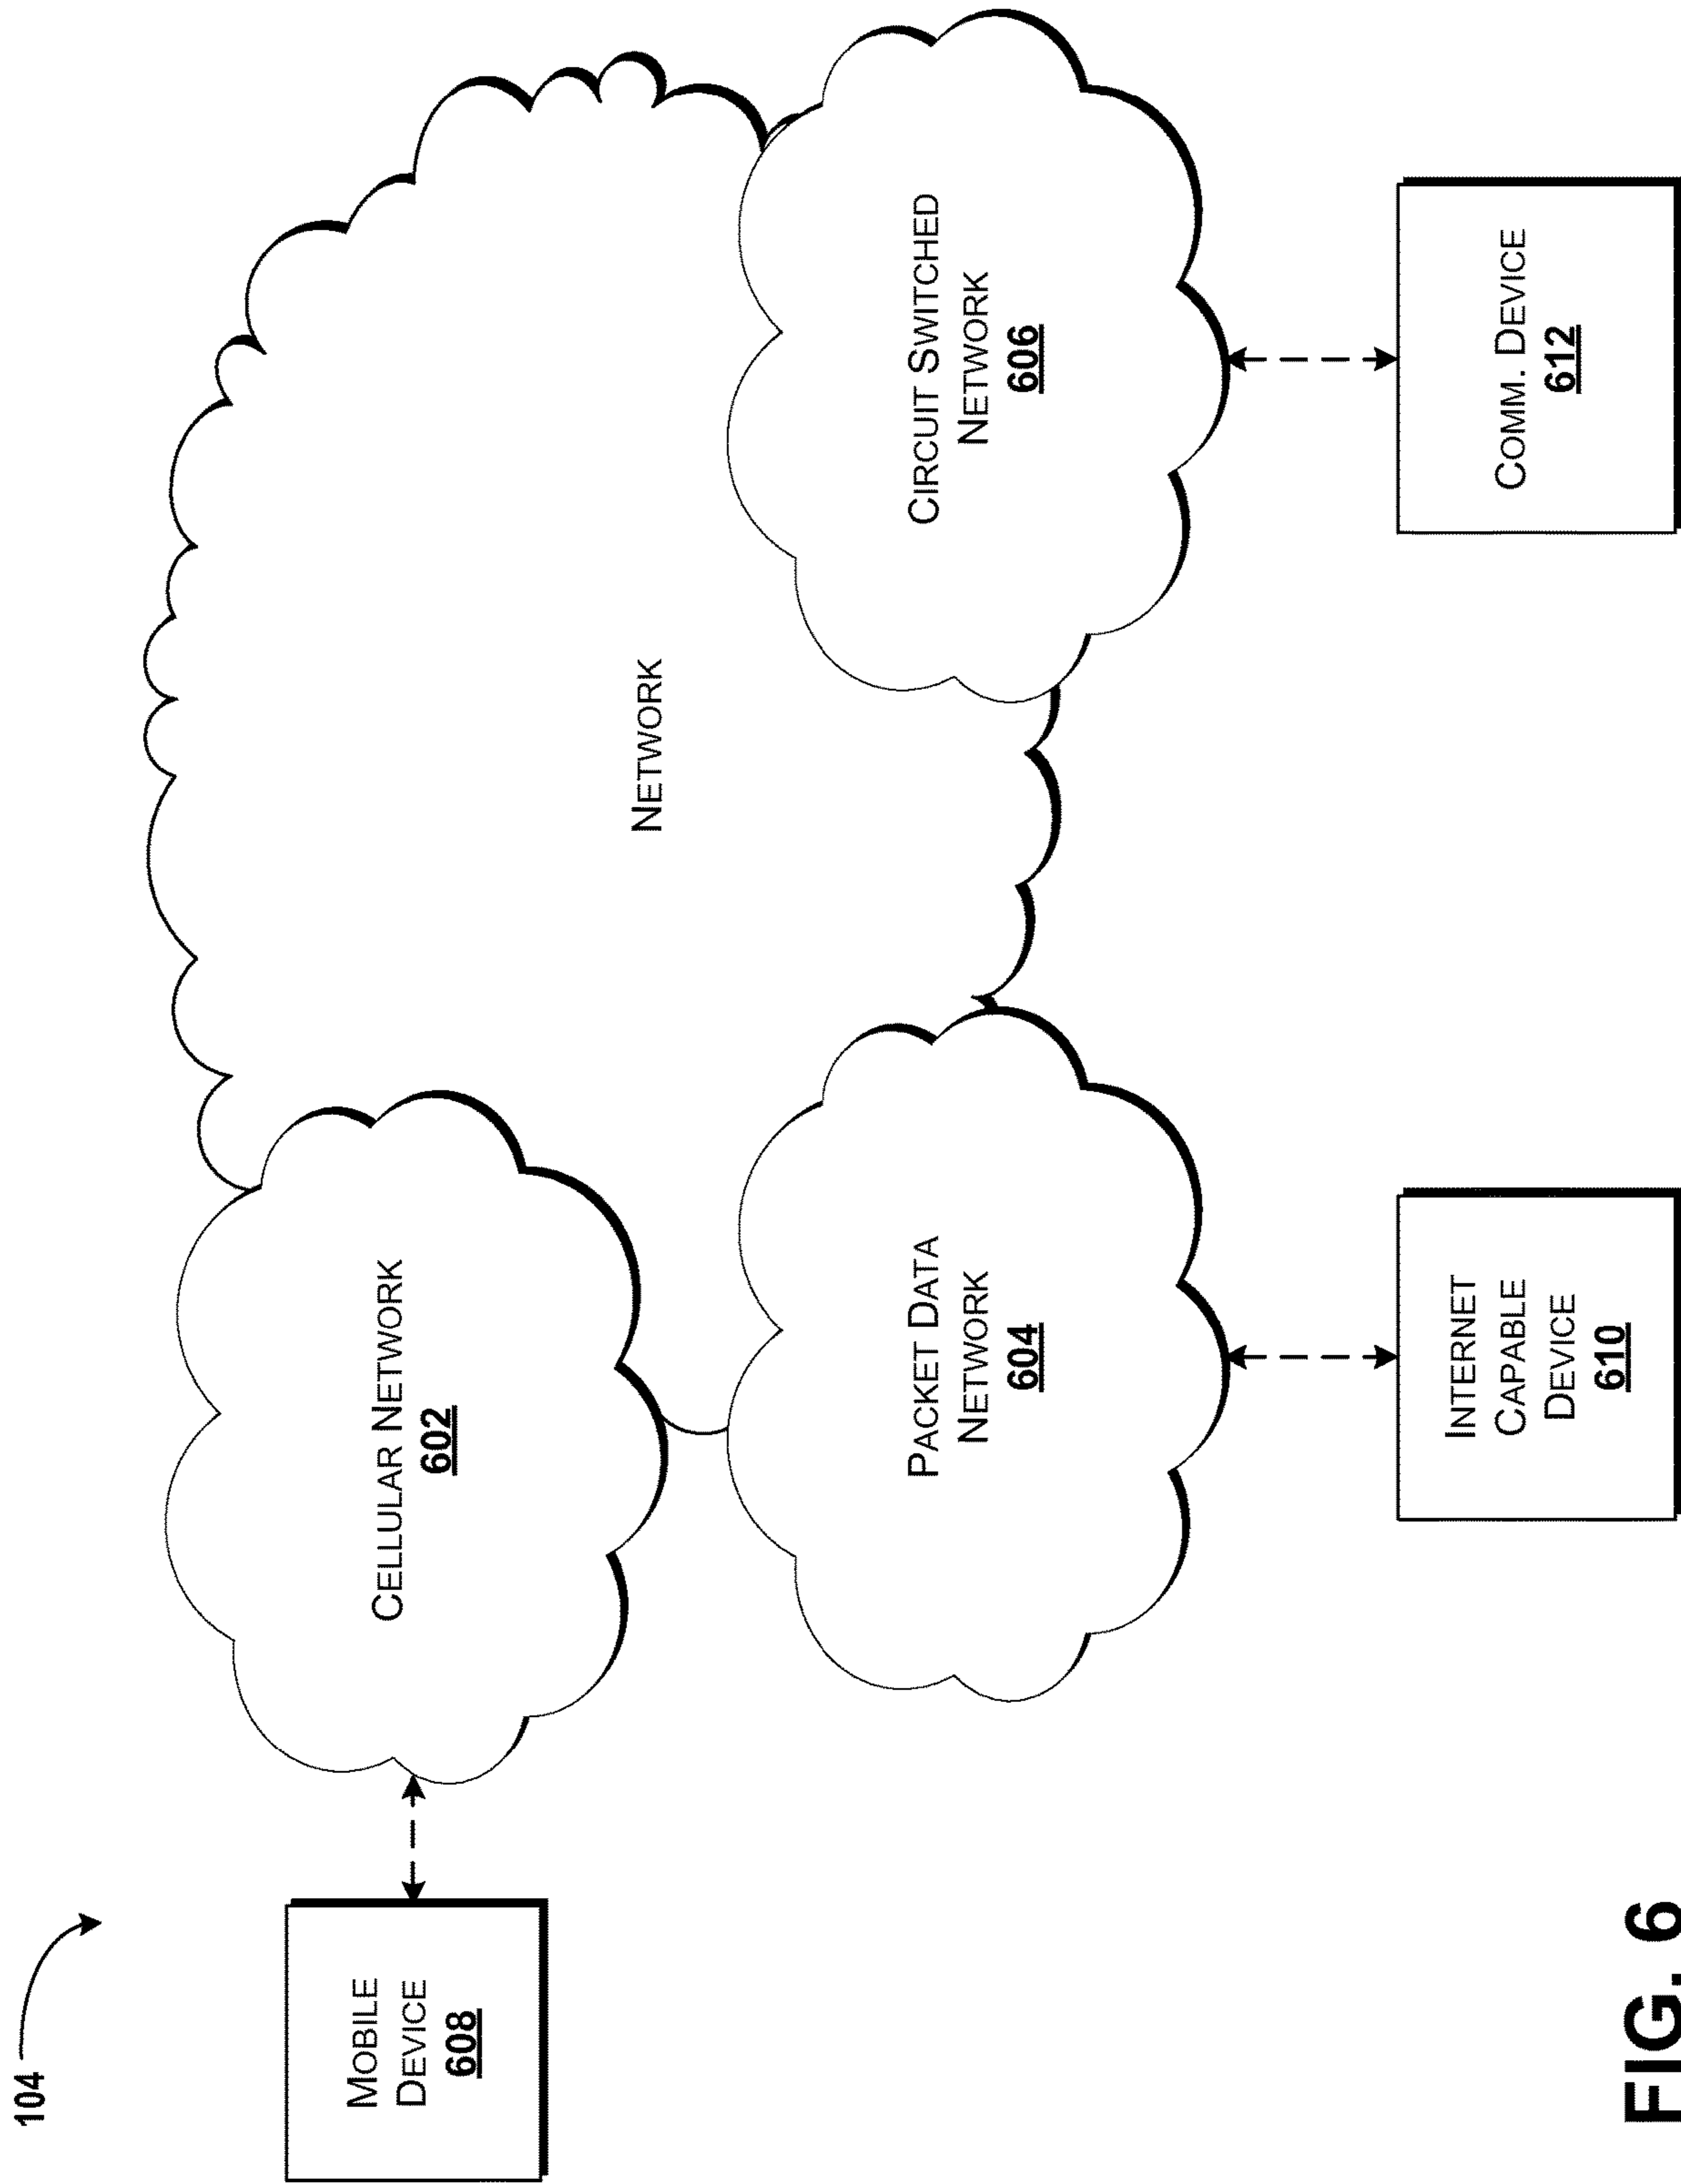 104
MOBILE
DEVICE
608
CELLULAR NETWORK
602
NETWORK
PACKET DATA
NETWORK
604
CIRCUIT SWITCHED
NETWORK
606
INTERNET
CAPABLE
DEVICE
610
COMM. DEVICE
612
FIG. 6